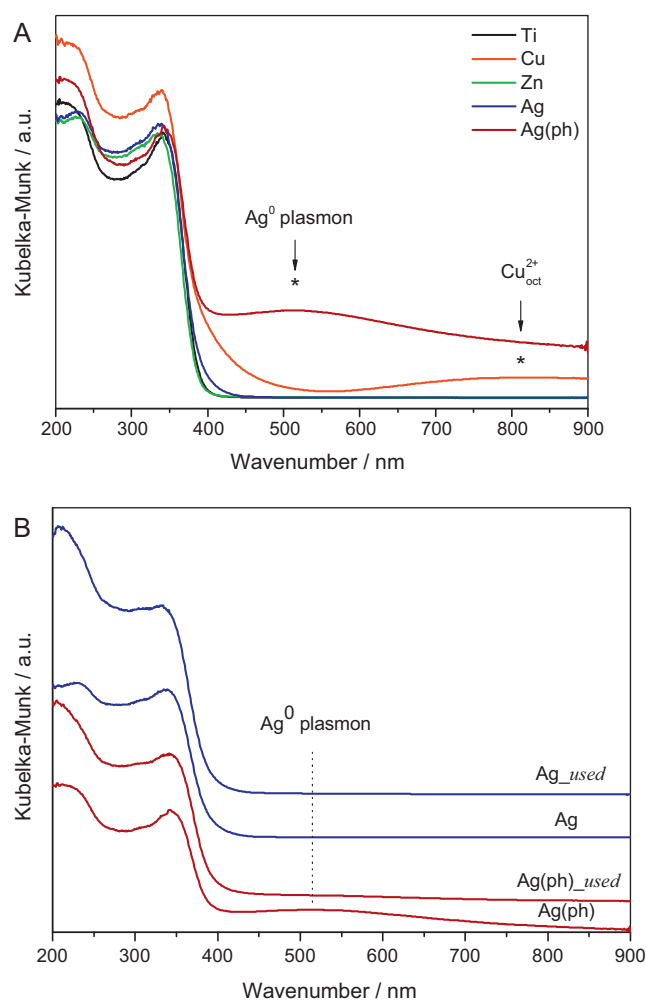 A
Ti
Cu
Zn
Ag
Ag(ph)
Ag⁰ plasmon
*
Cu²⁺oct
*
Kubelka-Munk / a.u.
200 300 400 500 600 700 800 900
Wavenumber / nm
B
Ag⁰ plasmon
Ag_used
Ag
Ag(ph)_used
Ag(ph)
Kubelka-Munk / a.u.
200 300 400 500 600 700 800 900
Wavenumber / nm